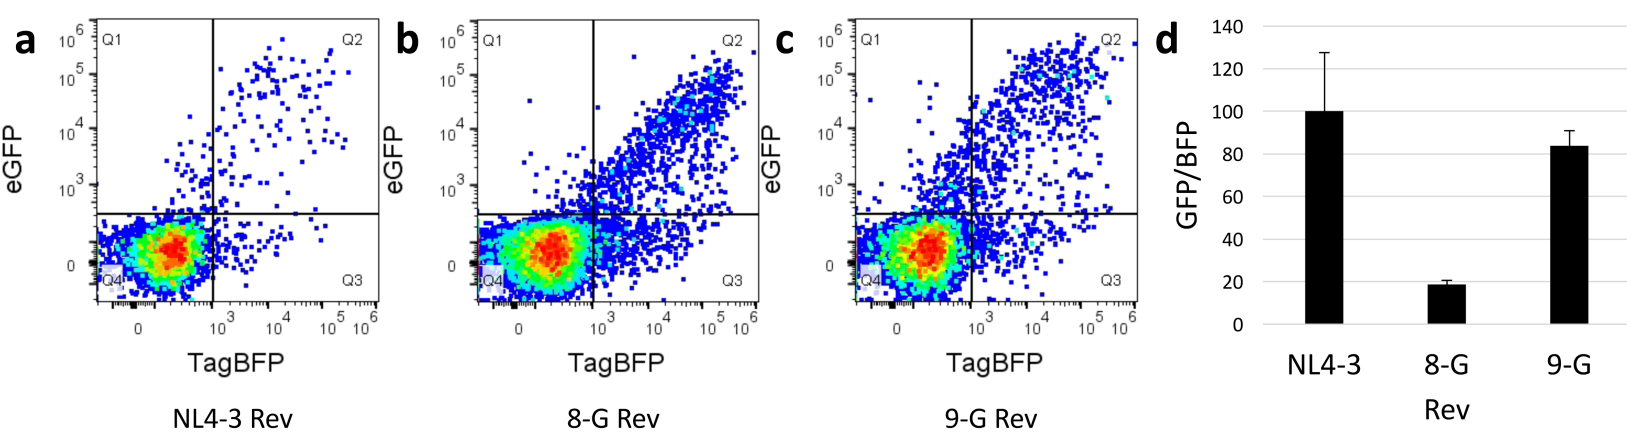 a
Q1
Q2
Q3
Q4
10^6
10^5
10^4
10^3
0
eGFP
0
10^3
10^4
10^5
10^6
TagBFP
NL4-3 Rev
b
Q1
Q2
Q3
Q4
10^6
10^5
10^4
10^3
0
eGFP
0
10^3
10^4
10^5
10^6
TagBFP
8-G Rev
c
Q1
Q2
Q3
Q4
10^6
10^5
10^4
10^3
0
eGFP
0
10^3
10^4
10^5
10^6
TagBFP
9-G Rev
d
140
120
100
80
60
40
20
0
GFP/BFP
NL4-3
8-G
9-G
Rev